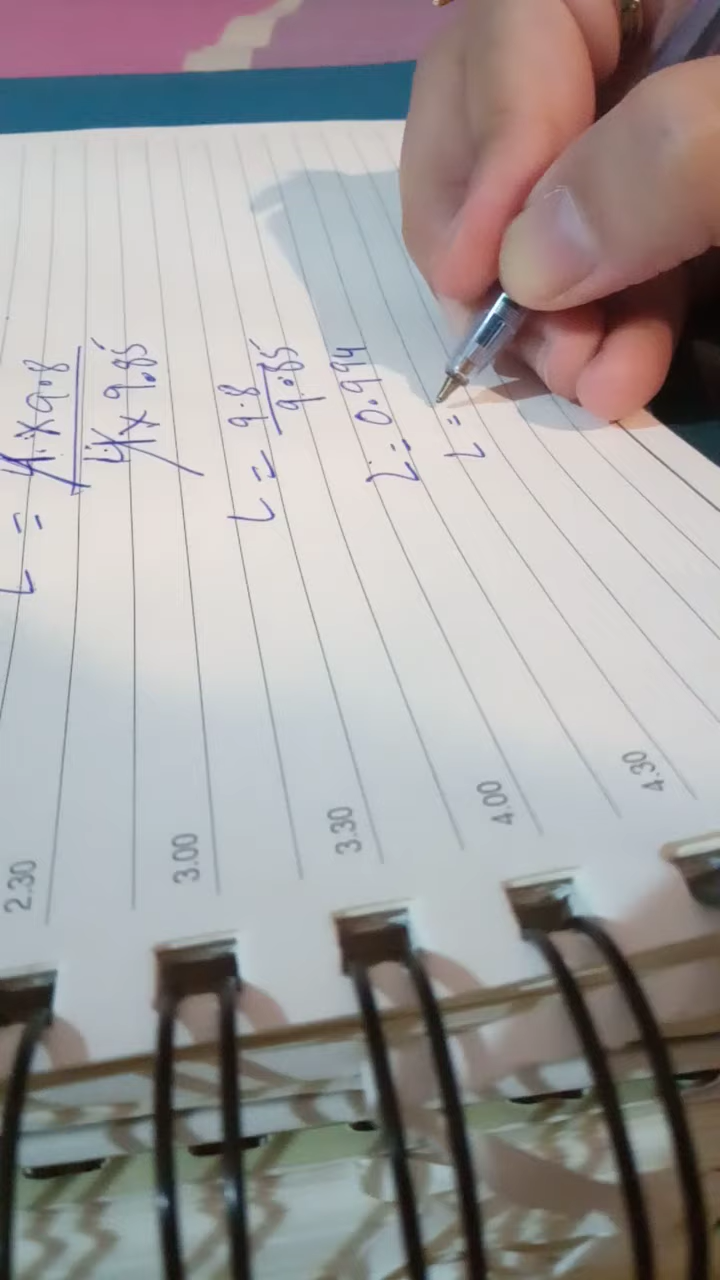 L = 4 × 9.8
4 × 9.85
L = 9.8
9.85
L = 0.994
L =
2.30
3.00
3.30
4.00
4.30